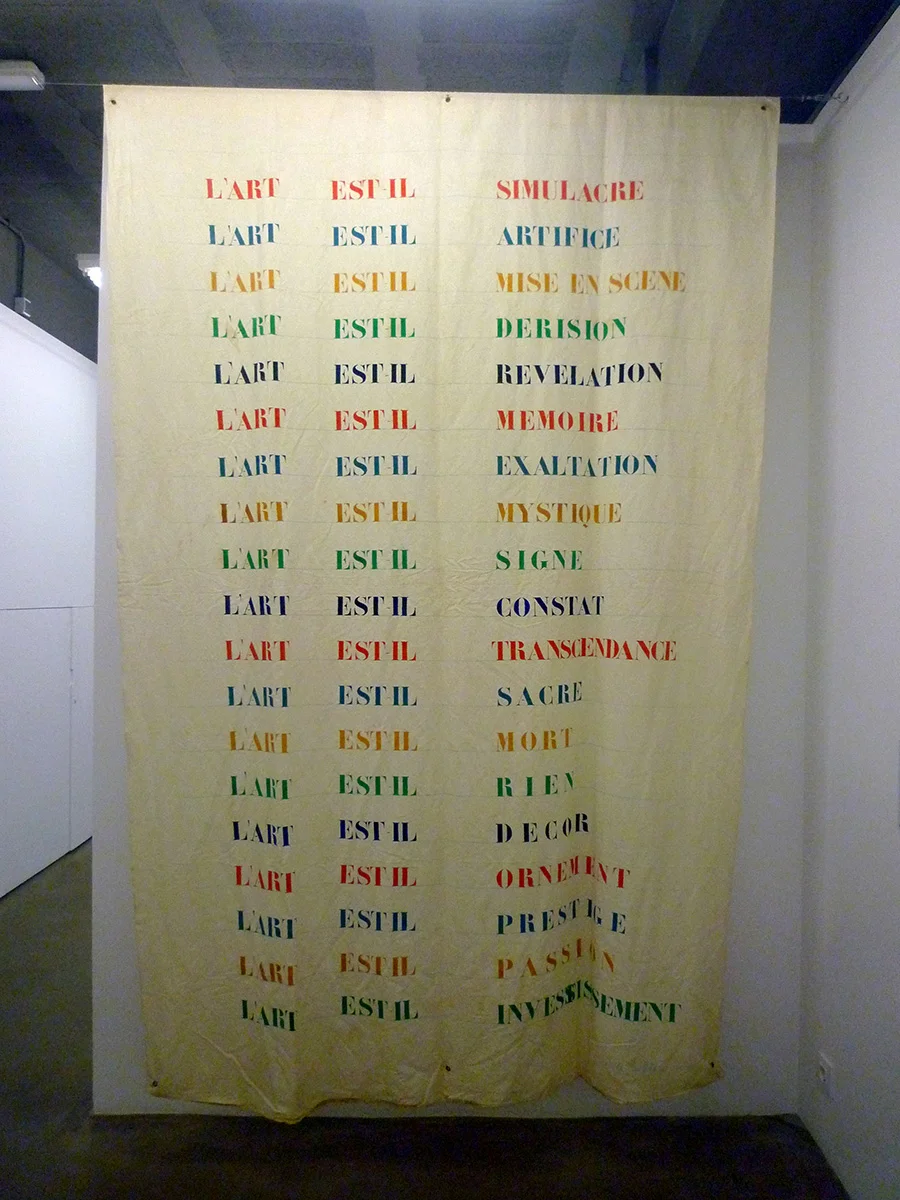 L'ART EST-IL SIMULACRE
L'ART EST-IL ARTIFICE
L'ART EST-IL MISE EN SCENE
L'ART EST-IL DERISION
L'ART EST-IL REVELATION
L'ART EST-IL MEMOIRE
L'ART EST-IL EXALTATION
L'ART EST-IL MYSTIQUE
L'ART EST-IL SIGNE
L'ART EST-IL CONSTAT
L'ART EST-IL TRANSCENDANCE
L'ART EST-IL SACRE
L'ART EST-IL MORT
L'ART EST-IL RIEN
L'ART EST-IL DECOR
L'ART EST-IL ORNEMENT
L'ART EST-IL PRESTIGE
L'ART EST-IL PASSION
L'ART EST-IL INVESTISSEMENT